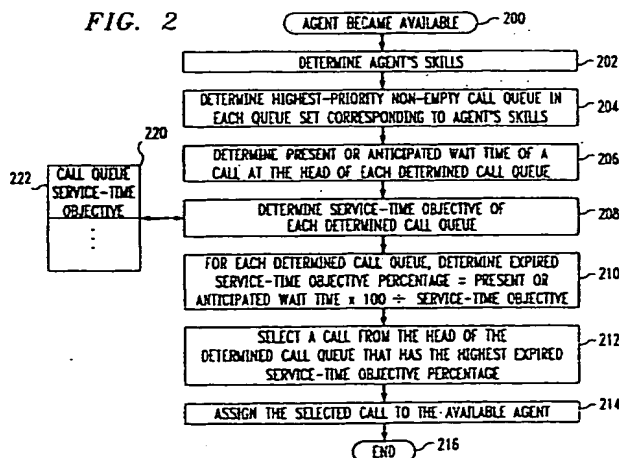 FIG. 2
AGENT BECAME AVAILABLE
200
DETERMINE AGENT'S SKILLS
202
DETERMINE HIGHEST-PRIORITY NON-EMPTY CALL QUEUE IN
EACH QUEUE SET CORRESPONDING TO AGENT'S SKILLS
204
220
222
CALL QUEUE
SERVICE-TIME
OBJECTIVE
DETERMINE PRESENT OR ANTICIPATED WAIT TIME OF A
CALL AT THE HEAD OF EACH DETERMINED CALL QUEUE
206
DETERMINE SERVICE-TIME OBJECTIVE OF
EACH DETERMINED CALL QUEUE
208
FOR EACH DETERMINED CALL QUEUE, DETERMINE EXPIRED
SERVICE-TIME OBJECTIVE PERCENTAGE = PRESENT OR
ANTICIPATED WAIT TIME x 100 ÷ SERVICE-TIME OBJECTIVE
210
SELECT A CALL FROM THE HEAD OF THE
DETERMINED CALL QUEUE THAT HAS THE HIGHEST EXPIRED
SERVICE-TIME OBJECTIVE PERCENTAGE
212
ASSIGN THE SELECTED CALL TO THE AVAILABLE AGENT
214
END
216